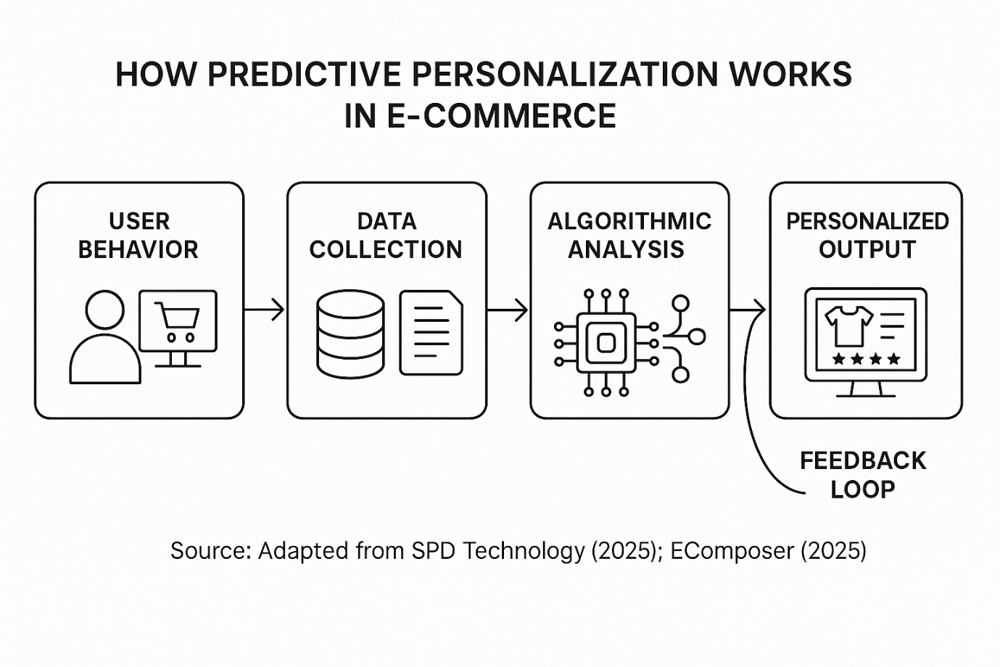 HOW PREDICTIVE PERSONALIZATION WORKS
IN E-COMMERCE
USER
BEHAVIOR
DATA
COLLECTION
ALGORITHMIC
ANALYSIS
PERSONALIZED
OUTPUT
FEEDBACK
LOOP
Source: Adapted from SPD Technology (2025); EComposer (2025)